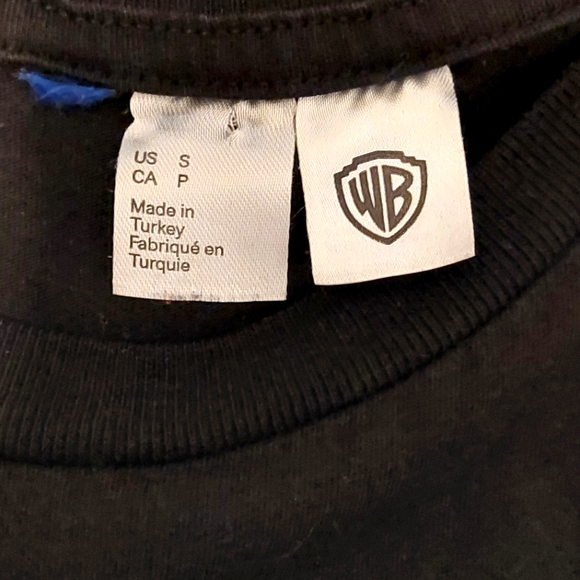 US S
CA P
Made in
Turkey
Fabriqué en
Turquie
WB